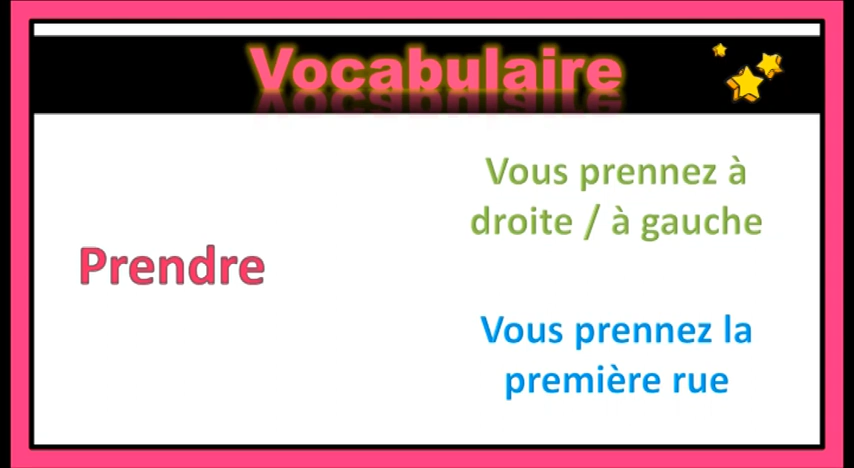 Vocabulaire
Prendre
Vous prennez à
droite / à gauche
Vous prennez la
première rue